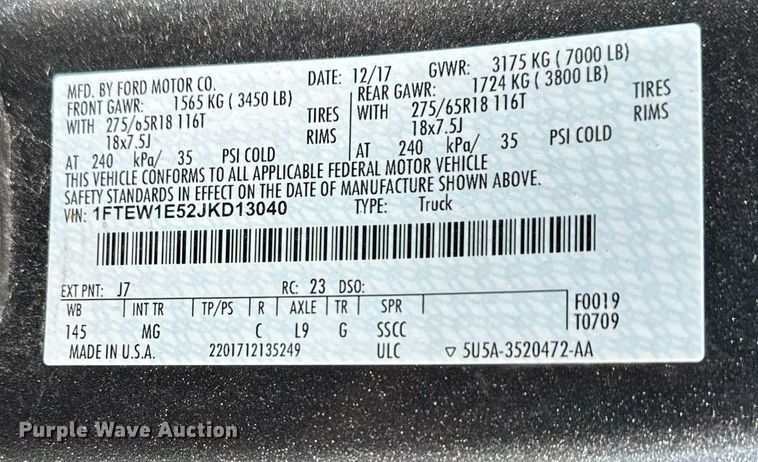 MFD. BY FORD MOTOR CO. DATE: 12/17 GVWR: 3175 KG ( 7000 LB)
FRONT GAWR: 1565 KG ( 3450 LB) REAR GAWR: 1724 KG ( 3800 LB)
WITH 275/65R18 116T TIRES WITH 275/65R18 116T TIRES
18x7.5J RIMS 18x7.5J RIMS
AT 240 kPa/ 35 PSI COLD AT 240 kPa/ 35 PSI COLD
THIS VEHICLE CONFORMS TO ALL APPLICABLE FEDERAL MOTOR VEHICLE
SAFETY STANDARDS IN EFFECT ON THE DATE OF MANUFACTURE SHOWN ABOVE.
VIN: 1FTEW1E52JKD13040 TYPE: Truck
EXT PNT: J7 RC: 23 DSO:
WB INT TR TP/PS R AXLE TR SPR F0019
145 MG C L9 G SSCC T0709
MADE IN U.S.A. 2201712135249 ULC ▽ 5U5A-3520472-AA
Purple Wave Auction